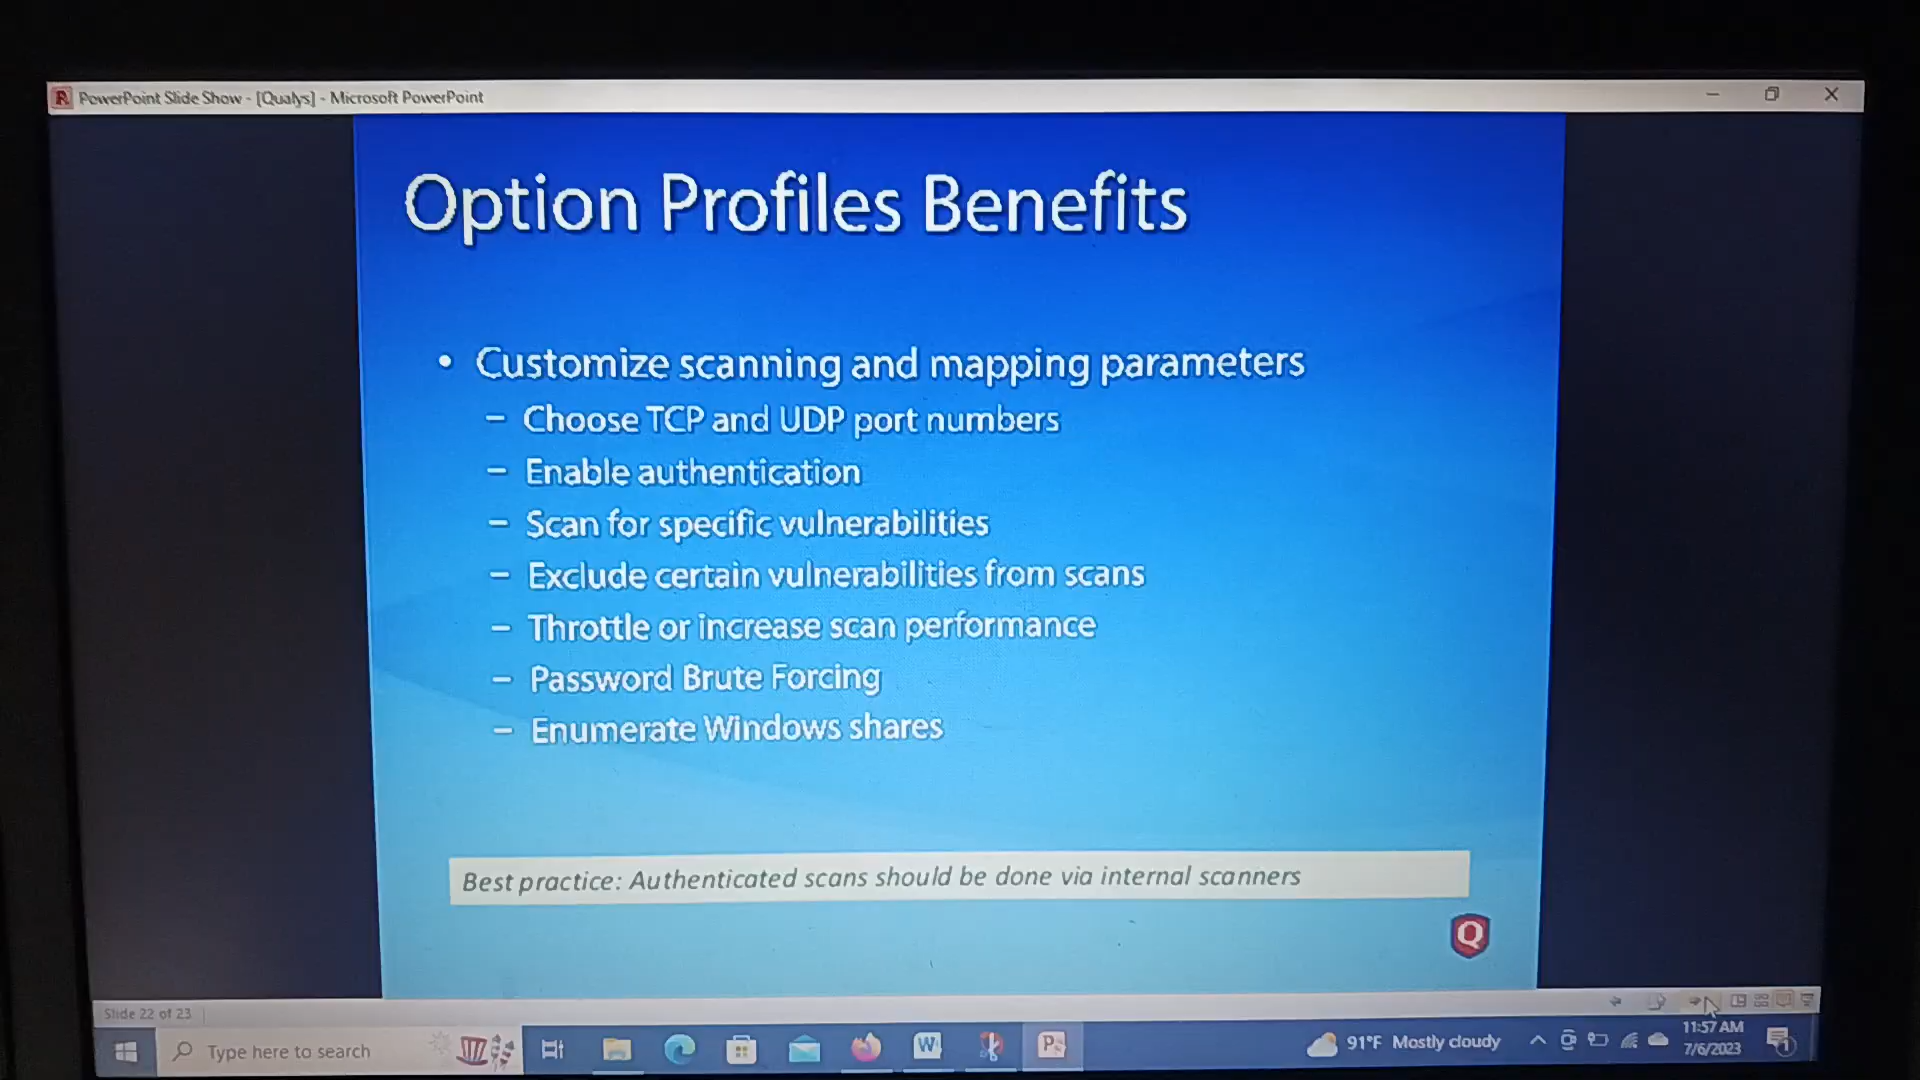 PowerPoint Slide Show - [Qualys] - Microsoft PowerPoint
Option Profiles Benefits
• Customize scanning and mapping parameters
– Choose TCP and UDP port numbers
– Enable authentication
– Scan for specific vulnerabilities
– Exclude certain vulnerabilities from scans
– Throttle or increase scan performance
– Password Brute Forcing
– Enumerate Windows shares
Best practice: Authenticated scans should be done via internal scanners
Q
Slide 22 of 23
Type here to search
W
P
91°F Mostly cloudy
11:57 AM
7/6/2023
1